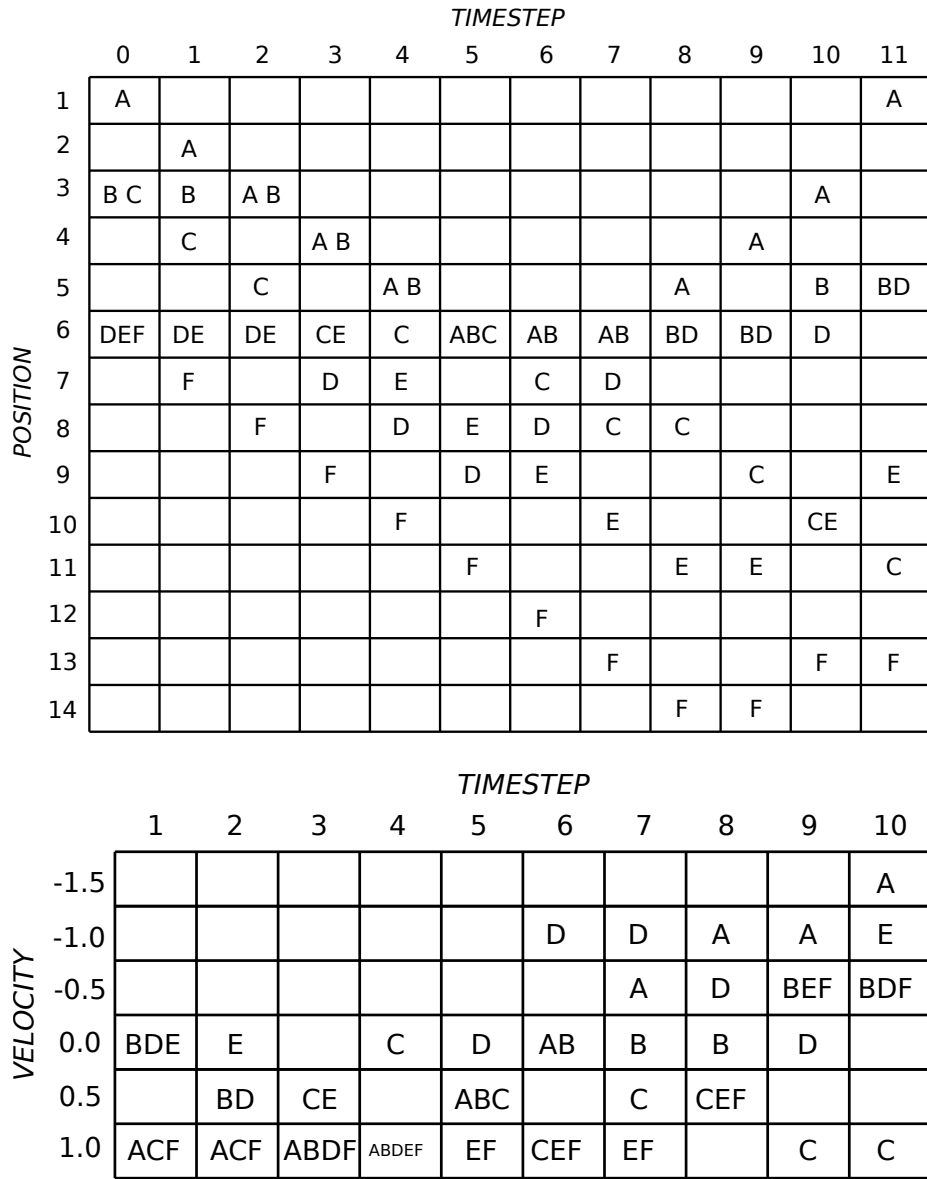 TIMESTEP
0 1 2 3 4 5 6 7 8 9 10 11
1 A A
2 A
3 B C B A B A
4 C A B A
5 C A B A B BD
POSITION
6 DEF DE DE CE C ABC AB AB BD BD D
7 F D E C D
8 F D E D C C
9 F D E C E
10 F E CE
11 F E E C
12 F
13 F F F
14 F F
TIMESTEP
1 2 3 4 5 6 7 8 9 10
-1.5 A
-1.0 D D A A E
VELOCITY
-0.5 A D BEF BDF
0.0 BDE E C D AB B B D
0.5 BD CE ABC C CEF
1.0 ACF ACF ABDF ABDEF EF CEF EF C C